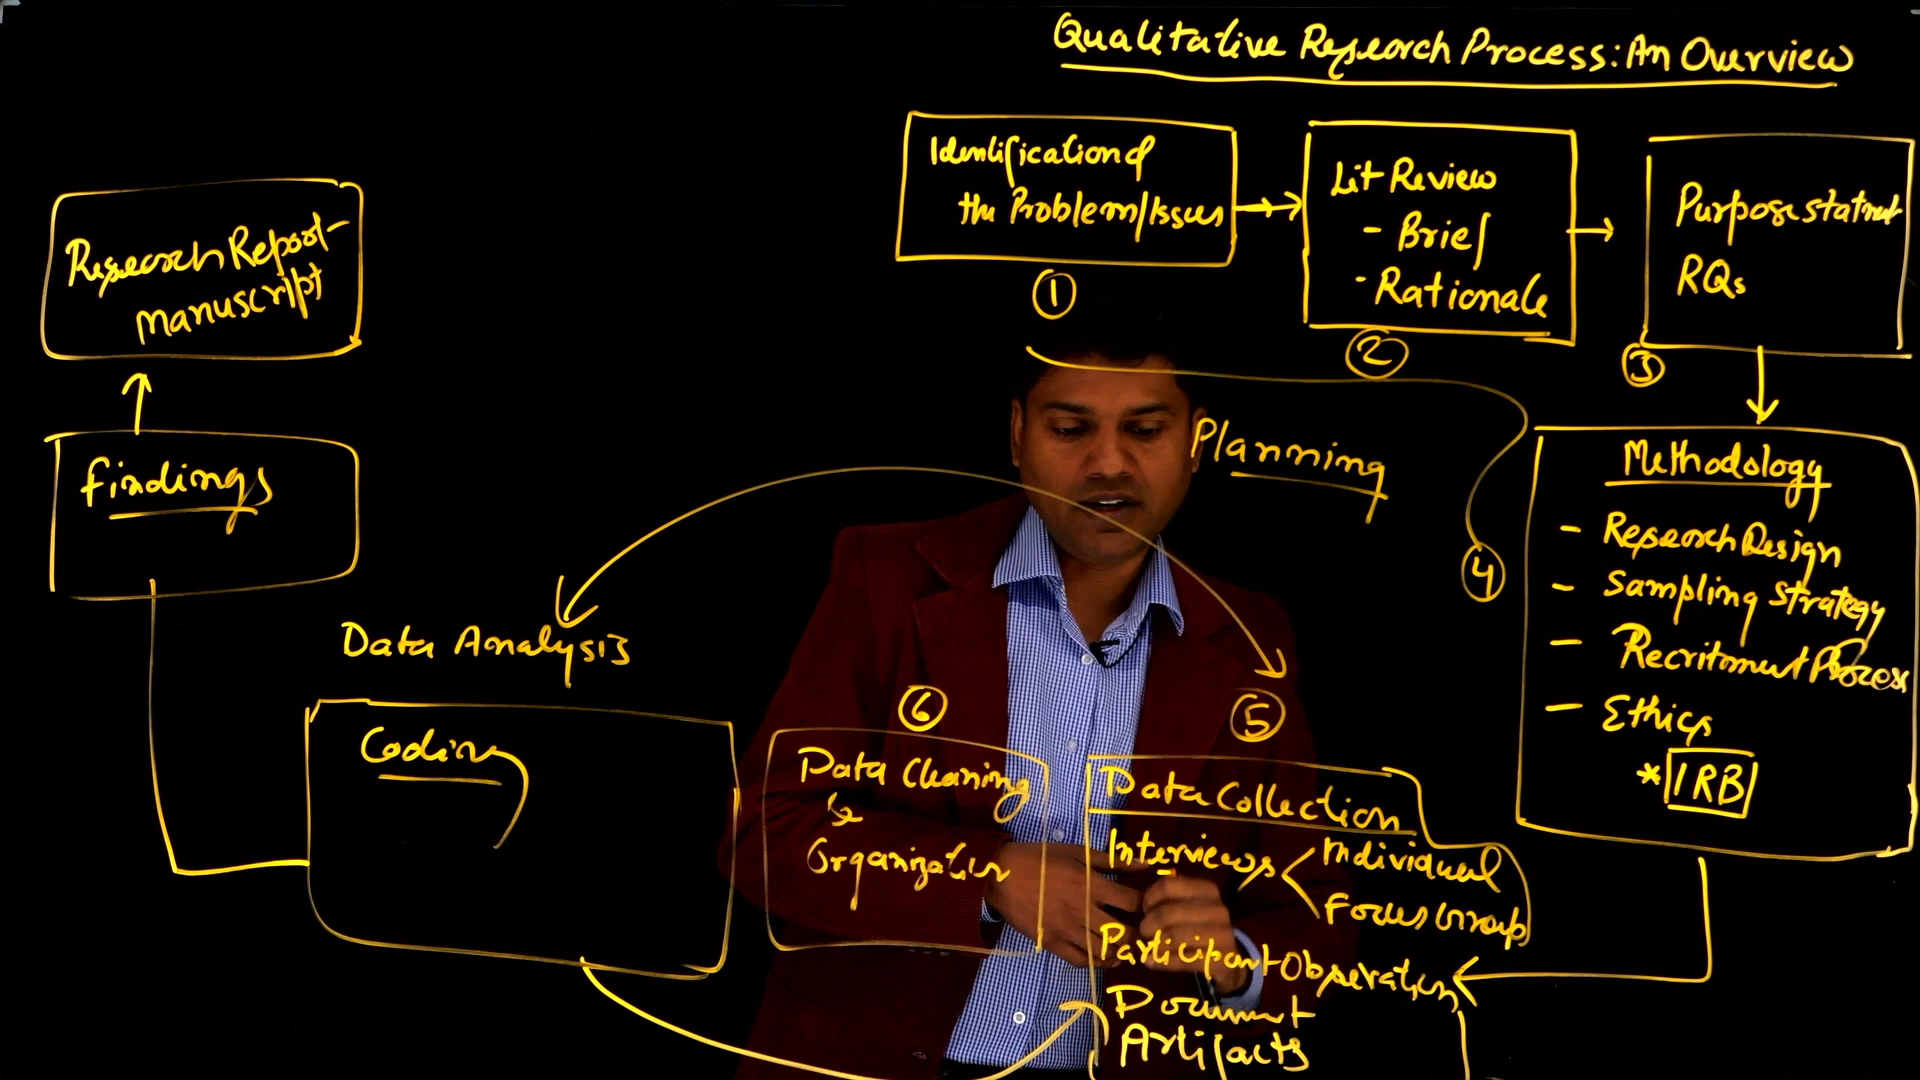 Qualitative Research Process: An Overview
Identification of
the Problem/Issues
1
Lit Review
- Brief
- Rationale
2
Purpose statmet
RQs
3
Planning
4
Methodology
- Research Design
- Sampling Strategy
- Recruitment Process
- Ethics
* IRB
5
Data Collection
Interviews < Individual
Focus Group
Participant Observation
Document
Artifacts
6
Data Cleaning
&
Organization
Data Analysis
Coding
Findings
Research Report-
manuscript